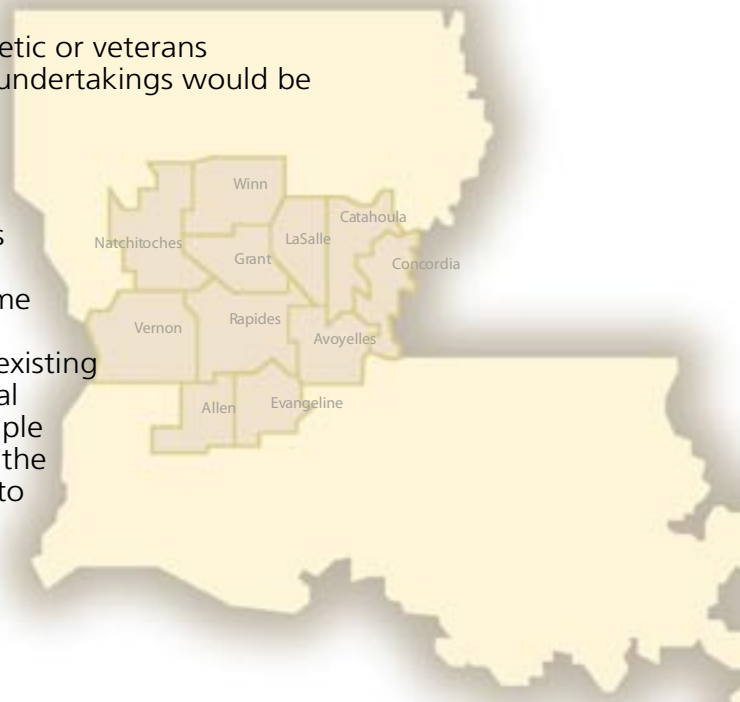 etic or veterans
undertakings would be
s
me
existing
al
ple
the
to
Winn
Catahoula
Natchitoches
LaSalle
Grant
Concordia
Vernon
Rapides
Avoyelles
Allen
Evangeline